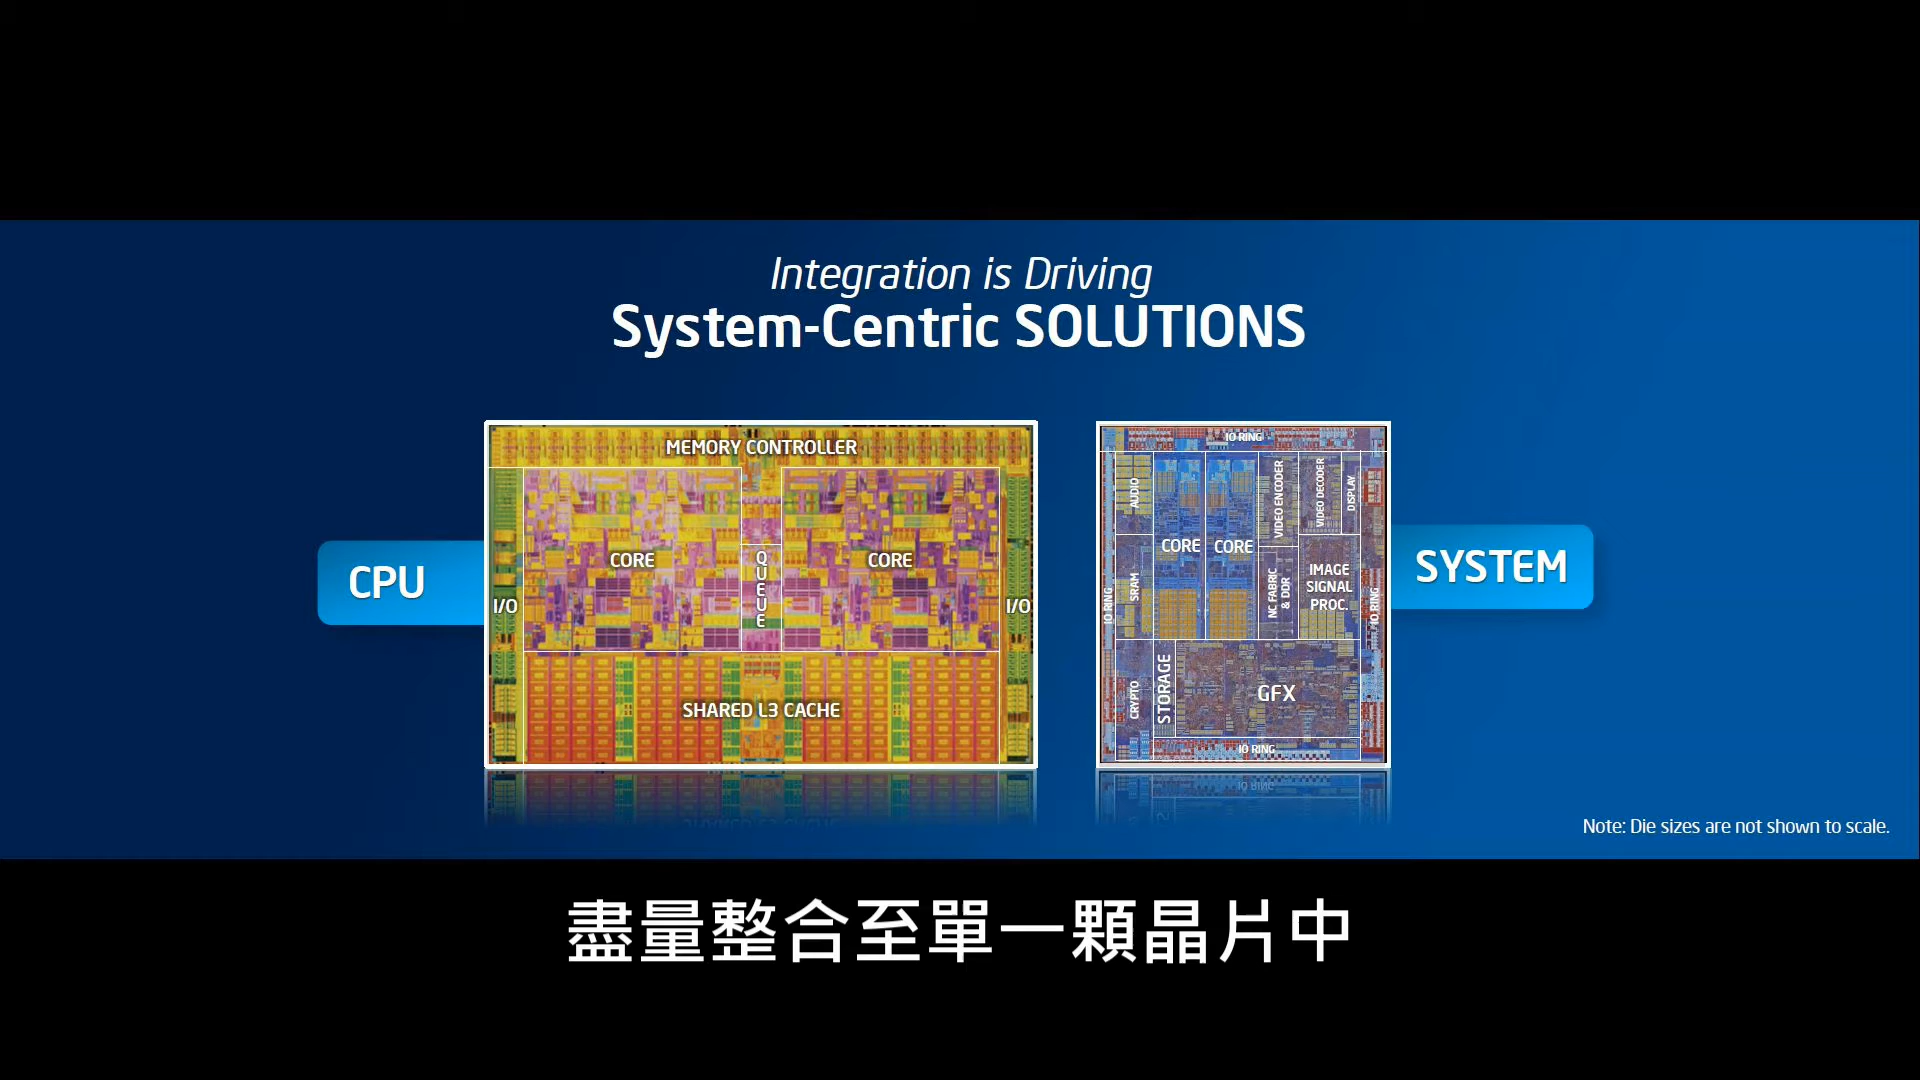 Integration is Driving
System-Centric SOLUTIONS
CPU
MEMORY CONTROLLER
I/O
CORE
QUEUE
CORE
I/O
SHARED L3 CACHE
IO RING
IO RING
AUDIO
SRAM
CORE
CORE
VIDEO ENCODER
VIDEO DECODER
DISPLAY
NC FABRIC
& DDR
IMAGE
SIGNAL
PROC.
IO RING
CRYPTO
STORAGE
GFX
IO RING
SYSTEM
Note: Die sizes are not shown to scale.
盡量整合至單一顆晶片中